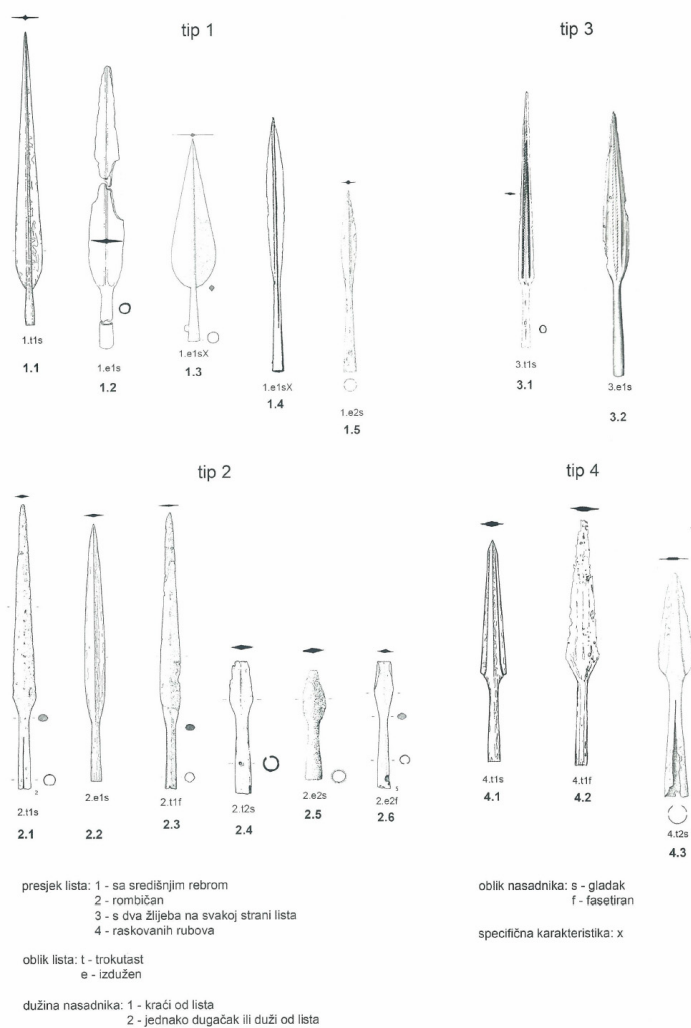 tip 1
1.t1s
1.1
1.e1s
1.2
1.e1sX
1.3
1.e1sX
1.4
1.e2s
1.5
tip 3
3.t1s
3.1
3.e1s
3.2
tip 2
2
2.t1s
2.1
2.e1s
2.2
2.t1f
2.3
2.t2s
2.4
2.e2s
2.5
5
2.e2f
2.6
tip 4
4.t1s
4.1
4.t1f
4.2
4.t2s
4.3
presjek lista: 1 - sa središnjim rebrom
2 - rombičan
3 - s dva žlijeba na svakoj strani lista
4 - raskovanih rubova
oblik lista: t - trokutast
e - izdužen
dužina nasadnika: 1 - kraći od lista
2 - jednako dugačak ili duži od lista
oblik nasadnika: s - gladak
f - fasetiran
specifična karakteristika: x